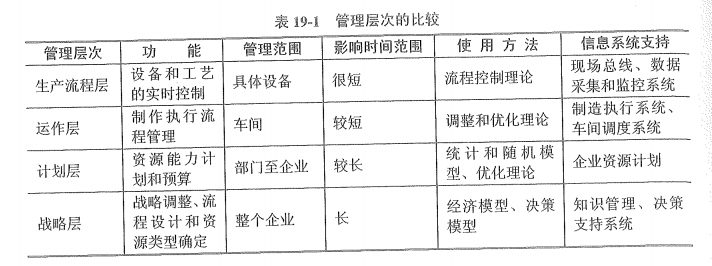 表 19-1 管理层次的比较
管理层次 功 能 管理范围 影响时间范围 使 用 方 法 信息系统支持
生产流程层 设备和工艺的实时控制 具体设备 很短 流程控制理论 现场总线、数据采集和监控系统
运作层 制作执行流程管理 车间 较短 调整和优化理论 制造执行系统、车间调度系统
计划层 资源能力计划和预算 部门至企业 较长 统计和随机模型、优化理论 企业资源计划
战略层 战略调整、流程设计和资源类型确定 整个企业 长 经济模型、决策模型 知识管理、决策支持系统